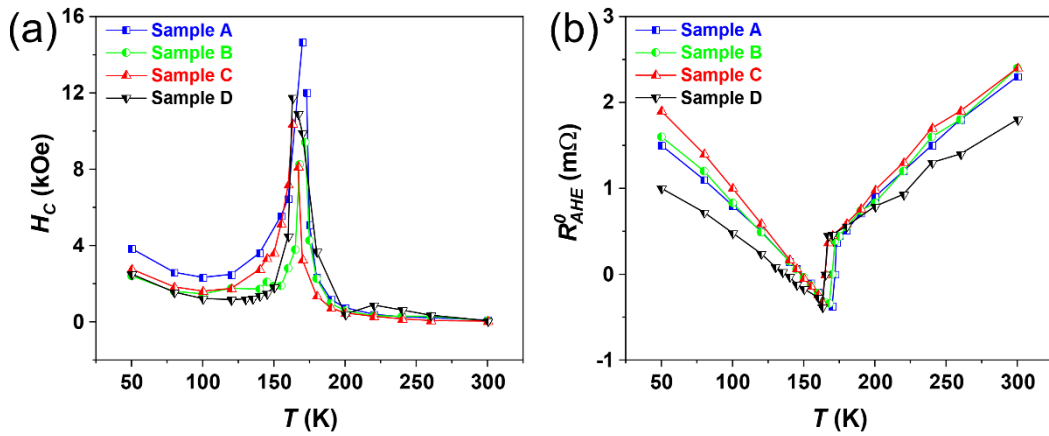 (a)
16
12
8
4
0
H_C (kOe)
Sample A
Sample B
Sample C
Sample D
50 100 150 200 250 300
T (K)
(b)
3
2
1
0
-1
R^0_AHE (mΩ)
Sample A
Sample B
Sample C
Sample D
50 100 150 200 250 300
T (K)